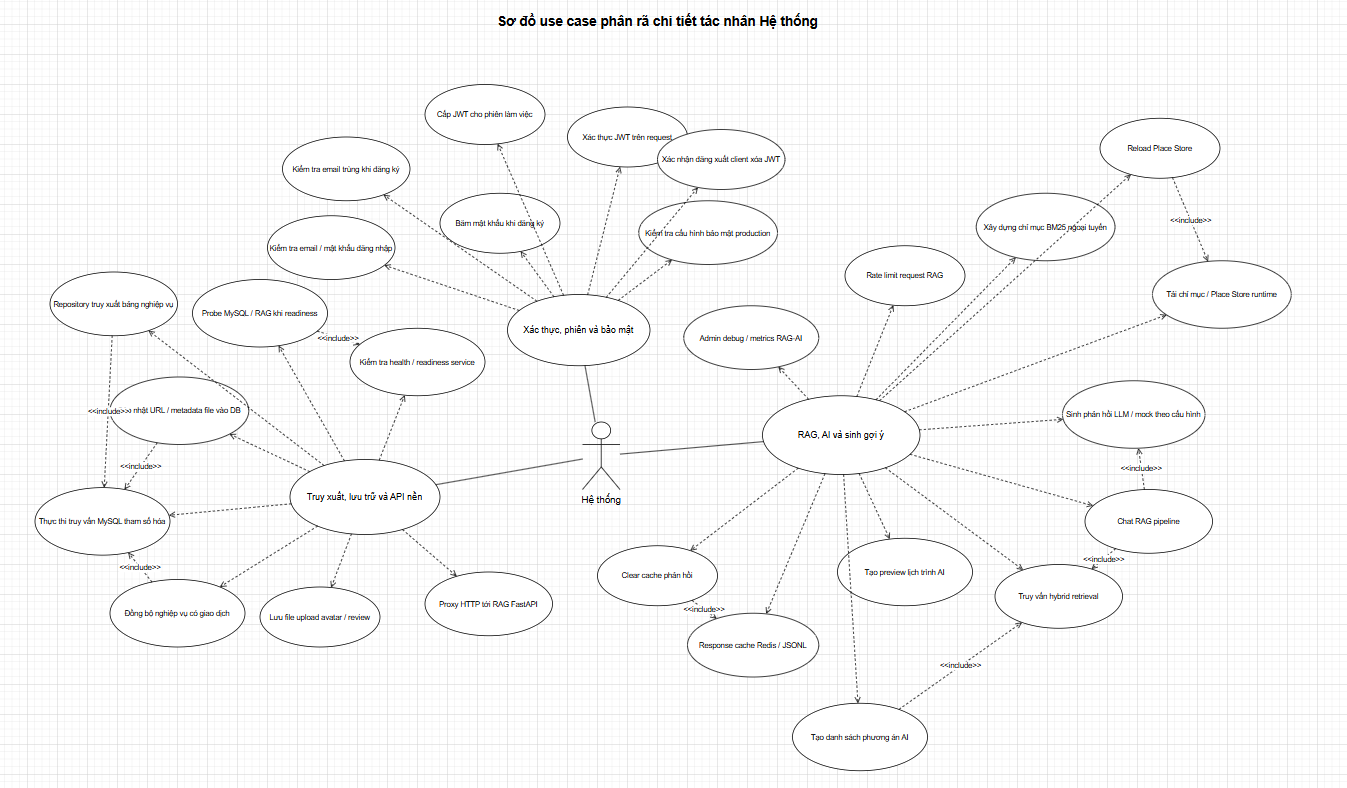 Sơ đồ use case phân rã chi tiết tác nhân Hệ thống
Cấp JWT cho phiên làm việc
Xác thực JWT trên request
Xác nhận đăng xuất client xóa JWT
Reload Place Store
Kiểm tra email trùng khi đăng ký
Băm mật khẩu khi đăng ký
Kiểm tra cấu hình bảo mật production
Xây dựng chỉ mục BM25 ngoại tuyến
<<include>>
Kiểm tra email / mật khẩu đăng nhập
Rate limit request RAG
Tải chỉ mục / Place Store runtime
Repository truy xuất bảng nghiệp vụ
Probe MySQL / RAG khi readiness
<<include>>
Xác thực, phiên và bảo mật
Admin debug / metrics RAG-AI
Kiểm tra health / readiness service
<<include>>
nhật URL / metadata file vào DB
Sinh phản hồi LLM / mock theo cấu hình
RAG, AI và sinh gợi ý
<<include>>
<<include>>
Truy xuất, lưu trữ và API nền
Hệ thống
Thực thi truy vấn MySQL tham số hóa
Chat RAG pipeline
<<include>>
<<include>>
Clear cache phản hồi
Tạo preview lịch trình AI
Truy vấn hybrid retrieval
Đồng bộ nghiệp vụ có giao dịch
Lưu file upload avatar / review
Proxy HTTP tới RAG FastAPI
<<include>>
Response cache Redis / JSONL
<<include>>
Tạo danh sách phương án AI